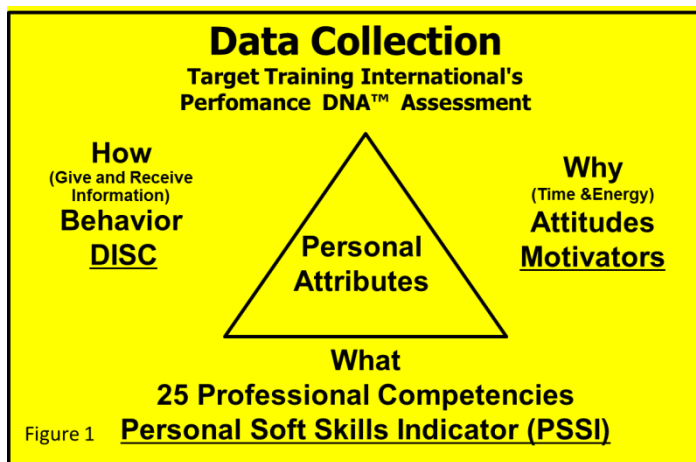 Data Collection
Target Training International's
Perfomance DNA™ Assessment
How
(Give and Receive
Information)
Behavior
DISC
Why
(Time &Energy)
Attitudes
Motivators
Personal
Attributes
What
25 Professional Competencies
Figure 1 Personal Soft Skills Indicator (PSSI)